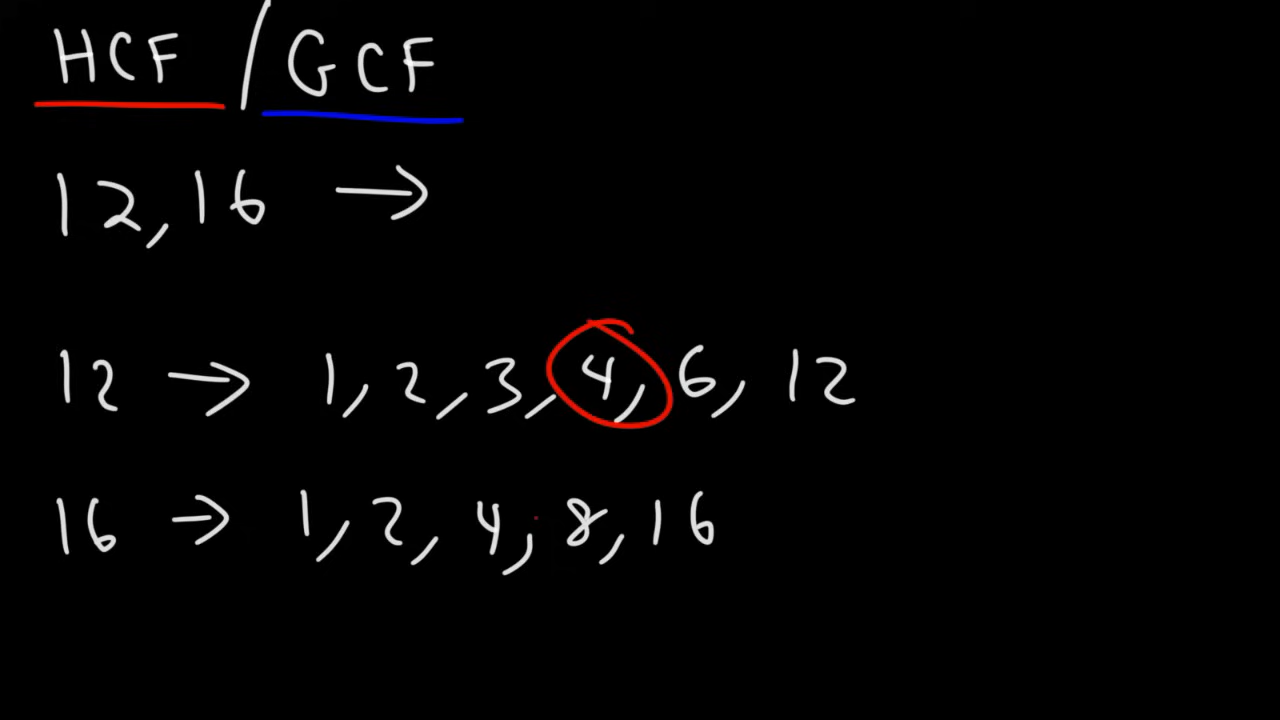 HCF / GCF
12, 16 →
12 → 1, 2, 3, 4, 6, 12
16 → 1, 2, 4, 8, 16